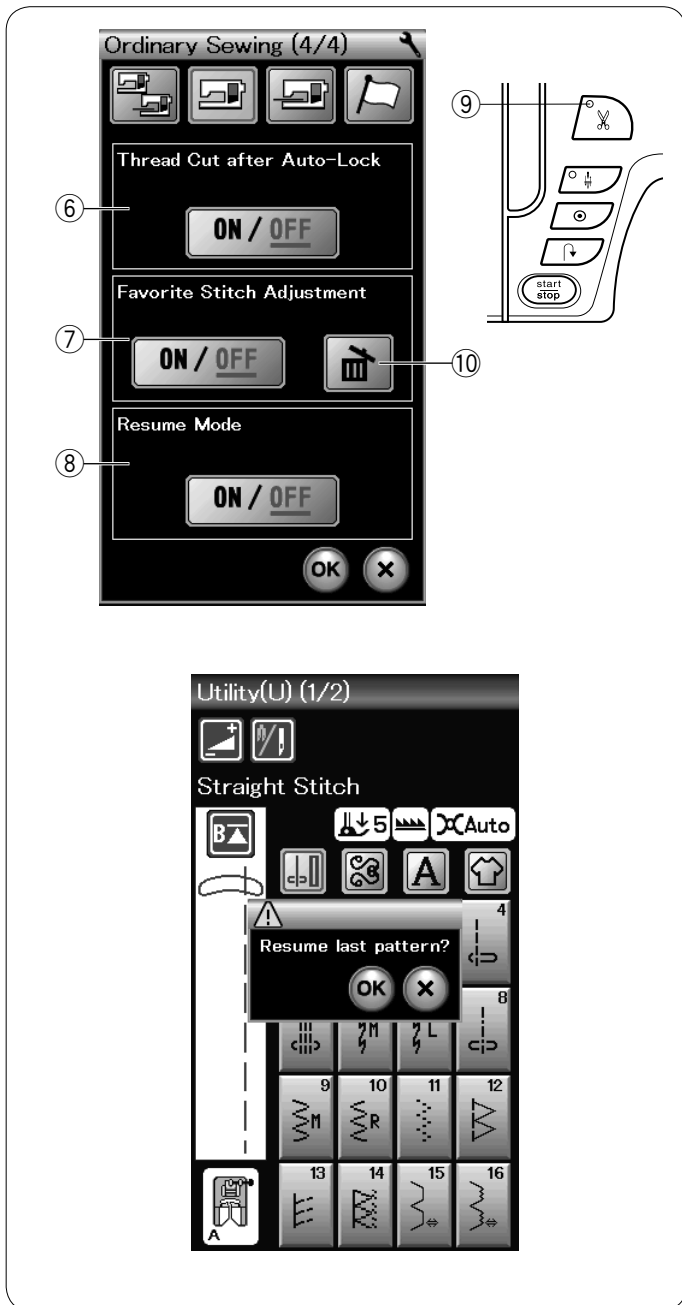 Ordinary Sewing (4/4)
⑨
Thread Cut after Auto-Lock
⑥
ON / OFF
start
stop
Favorite Stitch Adjustment
⑦
ON / OFF
⑩
Resume Mode
⑧
ON / OFF
OK ×
Utility(U) (1/2)
Straight Stitch
B 5 Auto
A
4
Resume last pattern?
OK ×
8
M L
9 10 11 12
M R
13 14 15 16
A